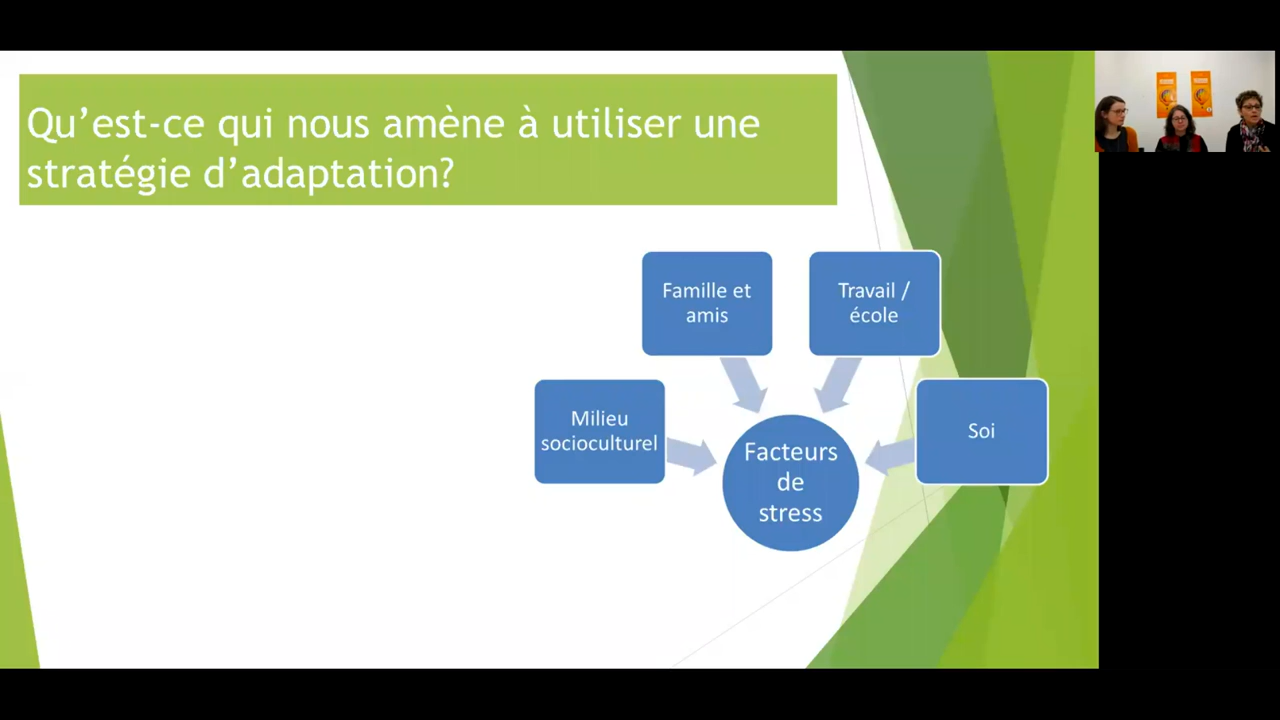 Qu'est-ce qui nous amène à utiliser une
stratégie d'adaptation?
Famille et
amis
Travail /
école
Milieu
socioculturel
Soi
Facteurs
de
stress